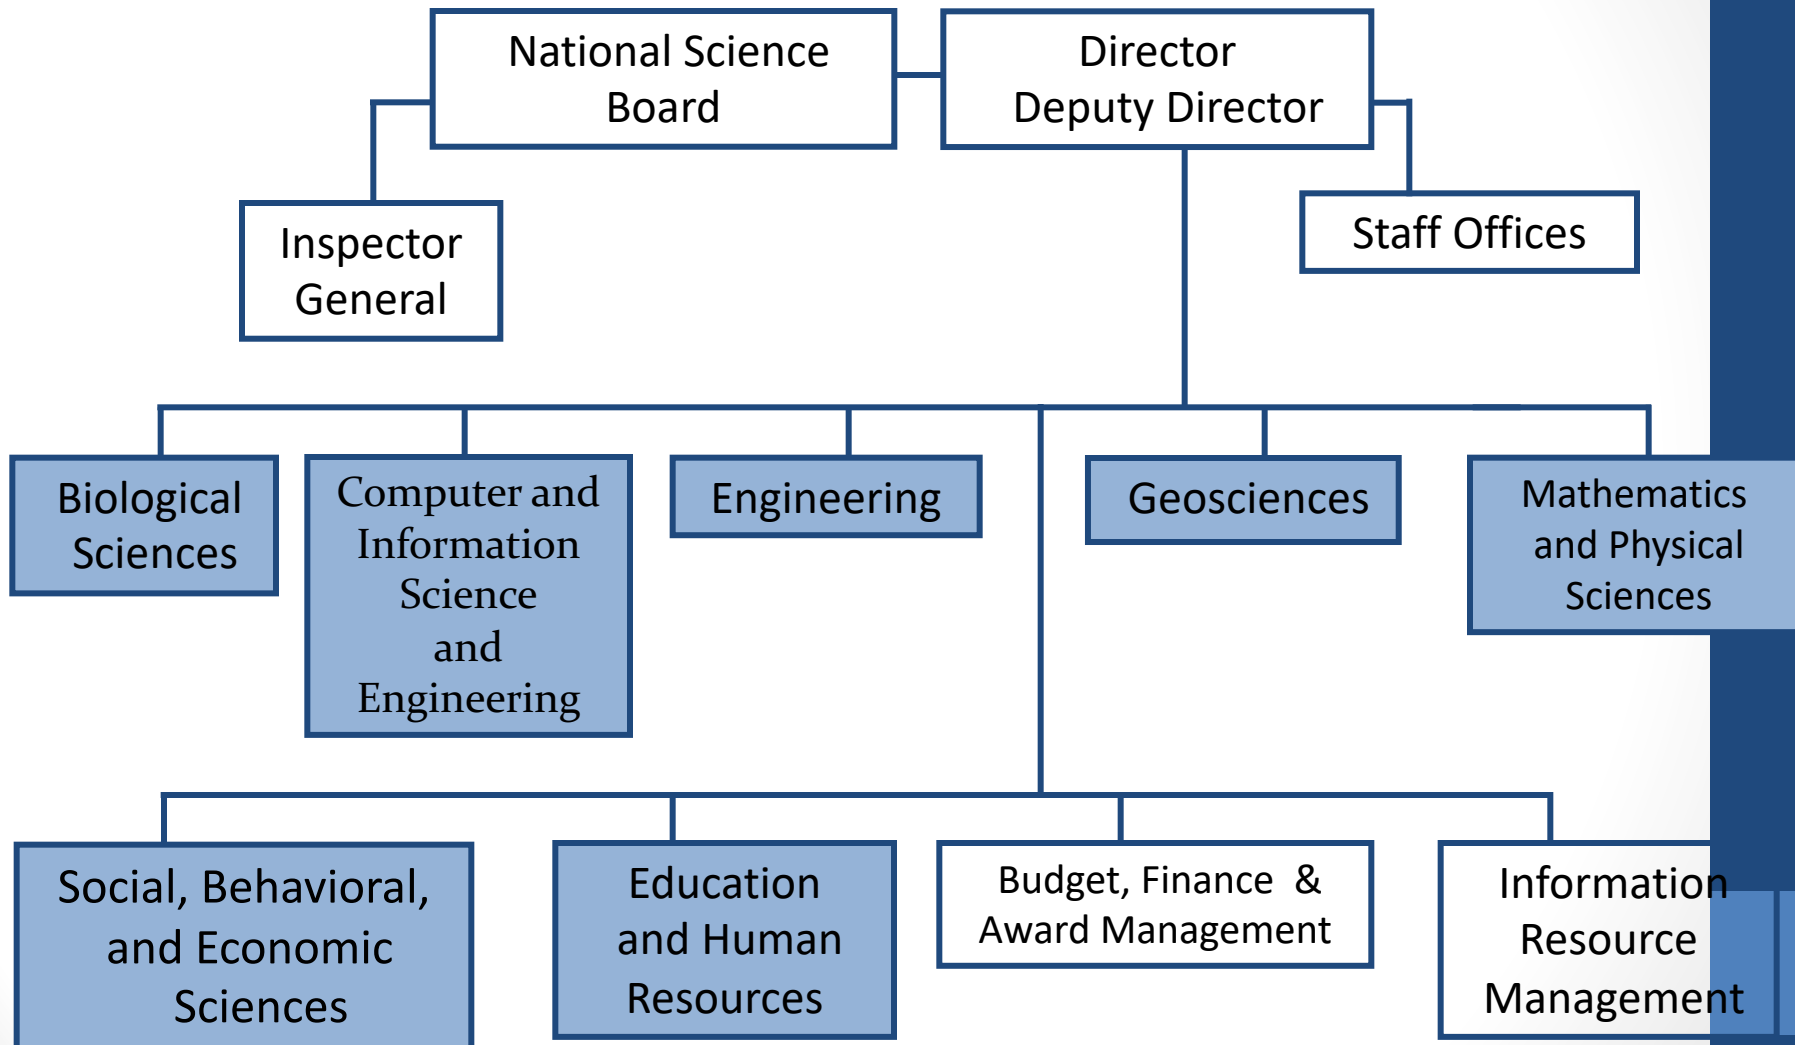 National Science
Board
Director
Deputy Director
Inspector
General
Staff Offices
Biological
Sciences
Computer and
Information
Science
and
Engineering
Engineering
Geosciences
Mathematics
and Physical
Sciences
Social, Behavioral,
and Economic
Sciences
Education
and Human
Resources
Budget, Finance &
Award Management
Information
Resource
Management